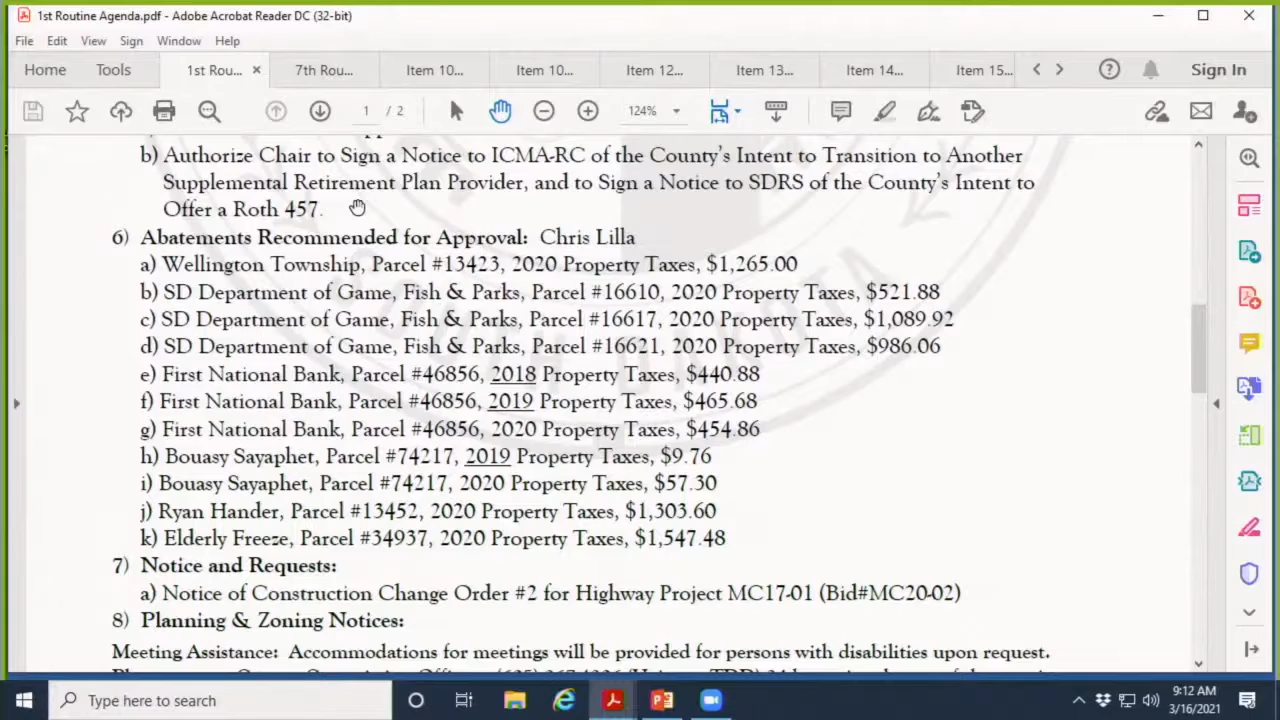 1st Routine Agenda.pdf - Adobe Acrobat Reader DC (32-bit)
File Edit View Sign Window Help
Home Tools 1st Rou... 7th Rou... Item 10... Item 10... Item 12... Item 13... Item 14... Item 15... Sign In
1 / 2 124%
b) Authorize Chair to Sign a Notice to ICMA-RC of the County's Intent to Transition to Another
Supplemental Retirement Plan Provider, and to Sign a Notice to SDRS of the County's Intent to
Offer a Roth 457.
6) Abatements Recommended for Approval: Chris Lilla
a) Wellington Township, Parcel #13423, 2020 Property Taxes, $1,265.00
b) SD Department of Game, Fish & Parks, Parcel #16610, 2020 Property Taxes, $521.88
c) SD Department of Game, Fish & Parks, Parcel #16617, 2020 Property Taxes, $1,089.92
d) SD Department of Game, Fish & Parks, Parcel #16621, 2020 Property Taxes, $986.06
e) First National Bank, Parcel #46856, 2018 Property Taxes, $440.88
f) First National Bank, Parcel #46856, 2019 Property Taxes, $465.68
g) First National Bank, Parcel #46856, 2020 Property Taxes, $454.86
h) Bouasy Sayaphet, Parcel #74217, 2019 Property Taxes, $9.76
i) Bouasy Sayaphet, Parcel #74217, 2020 Property Taxes, $57.30
j) Ryan Hander, Parcel #13452, 2020 Property Taxes, $1,303.60
k) Elderly Freeze, Parcel #34937, 2020 Property Taxes, $1,547.48
7) Notice and Requests:
a) Notice of Construction Change Order #2 for Highway Project MC17-01 (Bid#MC20-02)
8) Planning & Zoning Notices:
Meeting Assistance: Accommodations for meetings will be provided for persons with disabilities upon request.
Type here to search
9:12 AM
3/16/2021